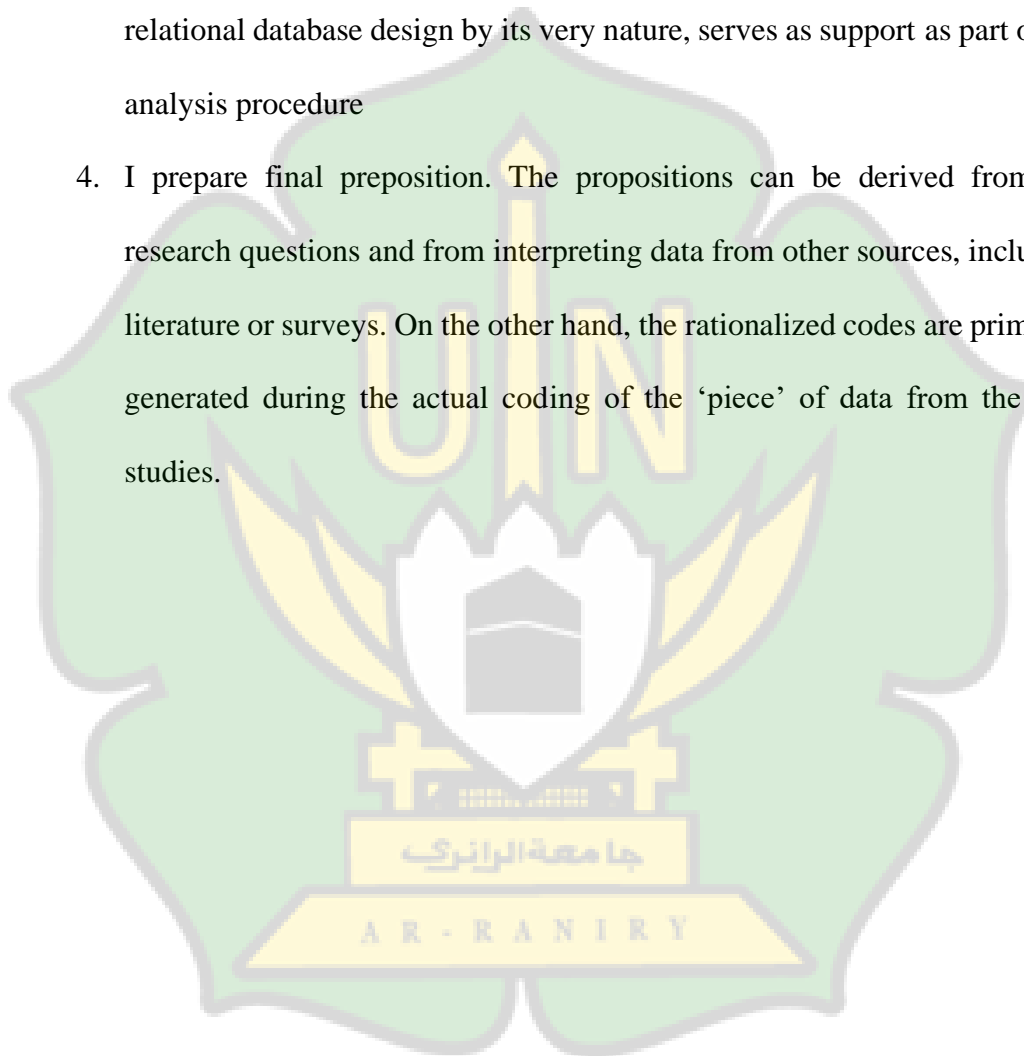 relational database design by its very nature, serves as support as part
analysis procedure
4. I prepare final preposition. The propositions can be derived from
research questions and from interpreting data from other sources,
literature or surveys. On the other hand, the rationalized codes are
generated during the actual coding of the ‘piece’ of data from the
studies.
UIN
جامعة الرانري
AR-RANIRY